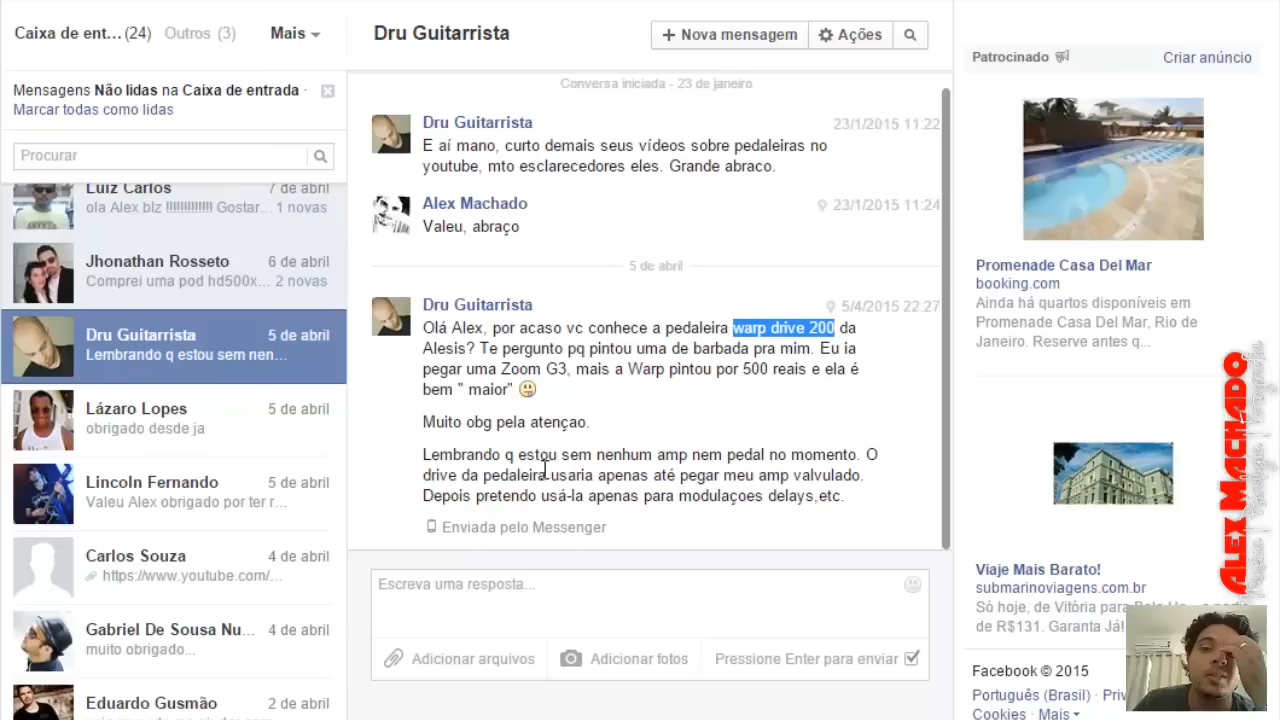 Caixa de ent... (24) Outros (3) Mais
Mensagens Não lidas na Caixa de entrada ·
Marcar todas como lidas
Procurar
Luiz Carlos 7 de abril
ola Alex blz !!!!!!!!!!!!! Gostar... 1 novas
Jhonathan Rosseto 6 de abril
Comprei uma pod hd500x... 2 novas
Dru Guitarrista 5 de abril
Lembrando q estou sem nen...
Lázaro Lopes 5 de abril
obrigado desde ja
Lincoln Fernando 5 de abril
Valeu Alex obrigado por ter r...
Carlos Souza 4 de abril
https://www.youtube.com/...
Gabriel De Sousa Nu... 4 de abril
muito obrigado...
Eduardo Gusmão 2 de abril
Dru Guitarrista
+ Nova mensagem Ações
Conversa iniciada - 23 de janeiro
Dru Guitarrista 23/1/2015 11:22
E aí mano, curto demais seus vídeos sobre pedaleiras no
youtube, mto esclarecedores eles. Grande abraco.
Alex Machado 23/1/2015 11:24
Valeu, abraço
5 de abril
Dru Guitarrista 5/4/2015 22:27
Olá Alex, por acaso vc conhece a pedaleira warp drive 200 da
Alesis? Te pergunto pq pintou uma de barbada pra mim. Eu ia
pegar uma Zoom G3, mais a Warp pintou por 500 reais e ela é
bem " maior"
Muito obg pela atençao.
Lembrando q estou sem nenhum amp nem pedal no momento. O
drive da pedaleira usaria apenas até pegar meu amp valvulado.
Depois pretendo usá-la apenas para modulaçoes delays,etc.
Enviada pelo Messenger
Escreva uma resposta...
Adicionar arquivos Adicionar fotos Pressione Enter para enviar
Patrocinado Criar anúncio
Promenade Casa Del Mar
booking.com
Ainda há quartos disponíveis em
Promenade Casa Del Mar, Rio de
Janeiro. Reserve antes q...
Viaje Mais Barato!
submarinoviagens.com.br
Só hoje, de Vitória para
de R$131. Garanta Já!
Facebook © 2015
Português (Brasil) · Priv
Cookies · Mais
ALEX MACHADO